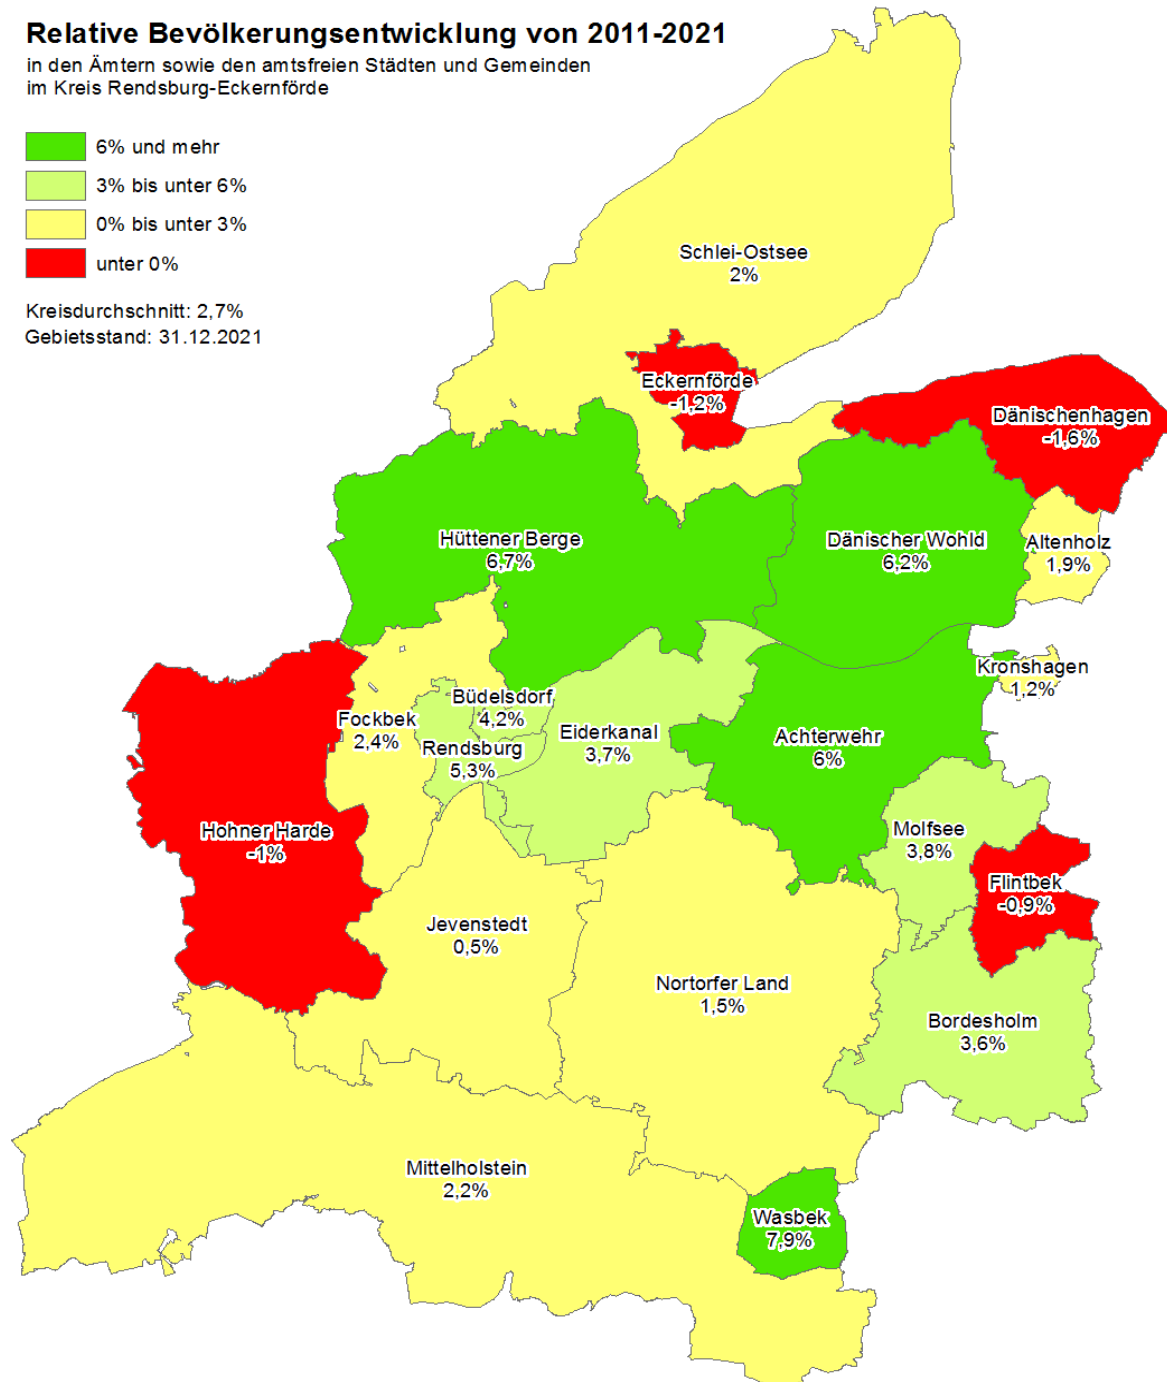 Relative Bevölkerungsentwicklung von 2011-2021
in den Ämtern sowie den amtsfreien Städten und Gemeinden
im Kreis Rendsburg-Eckernförde
6% und mehr
3% bis unter 6%
0% bis unter 3%
unter 0%
Kreisdurchschnitt: 2,7%
Gebietsstand: 31.12.2021
Schlei-Ostsee
2%
Eckernförde
-1,2%
Dänischenhagen
-1,6%
Hüttener Berge
6,7%
Dänischer Wohld
6,2%
Altenholz
1,9%
Kronshagen
1,2%
Büdelsdorf
4,2%
Fockbek
2,4%
Eiderkanal
3,7%
Achterwehr
6%
Rendsburg
5,3%
Hohner Harde
-1%
Molfsee
3,8%
Flintbek
-0,9%
Jevenstedt
0,5%
Nortorfer Land
1,5%
Bordesholm
3,6%
Mittelholstein
2,2%
Wasbek
7,9%